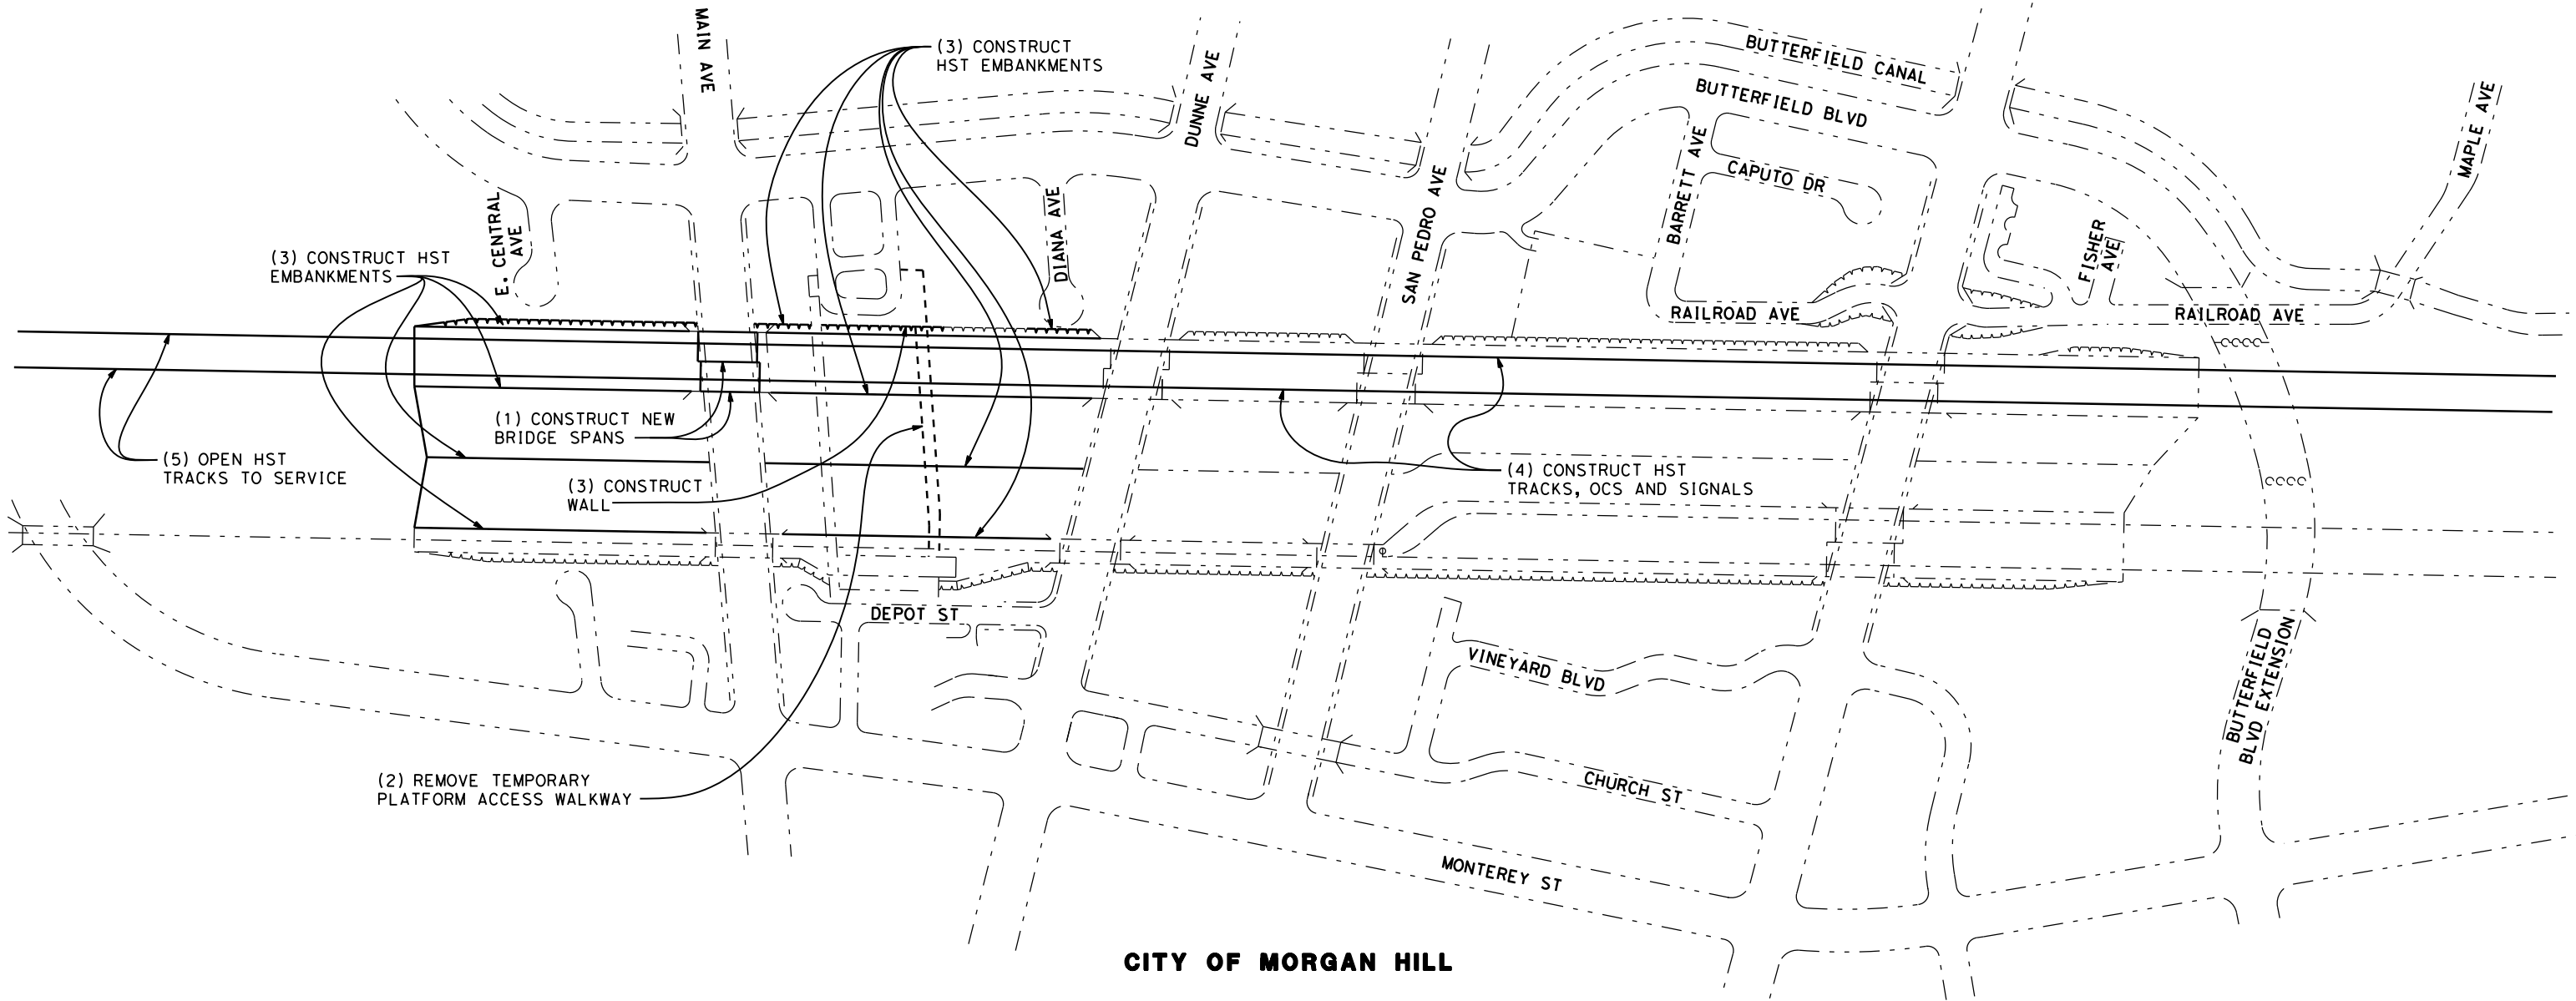 MAIN AVE
(3) CONSTRUCT
HST EMBANKMENTS
DUNNE AVE
BUTTERFIELD CANAL
BUTTERFIELD BLVD
MAPLE AVE
BARRETT AVE
CAPUTO DR
SAN PEDRO AVE
DIANA AVE
E. CENTRAL
AVE
FISHER
AVE
(3) CONSTRUCT HST
EMBANKMENTS
RAILROAD AVE
RAILROAD AVE
(1) CONSTRUCT NEW
BRIDGE SPANS
(5) OPEN HST
TRACKS TO SERVICE
(3) CONSTRUCT
WALL
(4) CONSTRUCT HST
TRACKS, OCS AND SIGNALS
DEPOT ST
VINEYARD BLVD
BUTTERFIELD
BLVD EXTENSION
(2) REMOVE TEMPORARY
PLATFORM ACCESS WALKWAY
CHURCH ST
MONTEREY ST
CITY OF MORGAN HILL